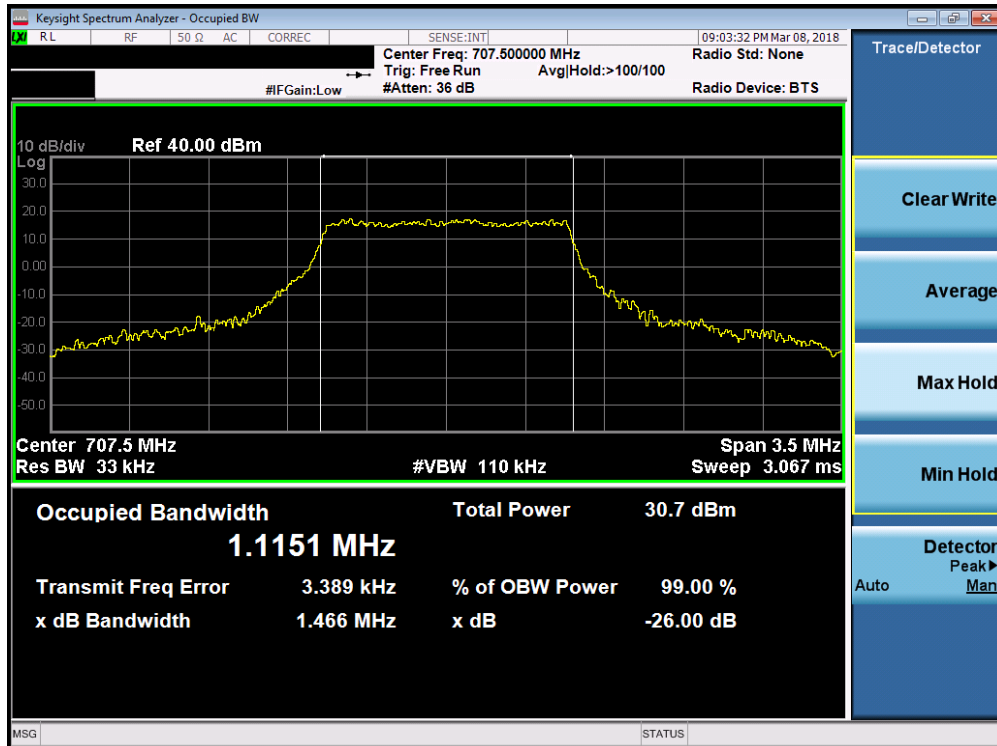 Keysight Spectrum Analyzer - Occupied BW
LXI RL RF 50 Ω AC CORREC SENSE:INT 09:03:32 PM Mar 08, 2018
Center Freq: 707.500000 MHz Radio Std: None
Trig: Free Run Avg|Hold:>100/100
#IFGain:Low #Atten: 36 dB Radio Device: BTS
Trace/Detector
10 dB/div Ref 40.00 dBm
Log
30.0
20.0
10.0
0.00
-10.0
-20.0
-30.0
-40.0
-50.0
Center 707.5 MHz Span 3.5 MHz
Res BW 33 kHz #VBW 110 kHz Sweep 3.067 ms
Occupied Bandwidth Total Power 30.7 dBm
1.1151 MHz
Transmit Freq Error 3.389 kHz % of OBW Power 99.00 %
x dB Bandwidth 1.466 MHz x dB -26.00 dB
Clear Write
Average
Max Hold
Min Hold
Detector
Peak▶
Auto Man
MSG STATUS